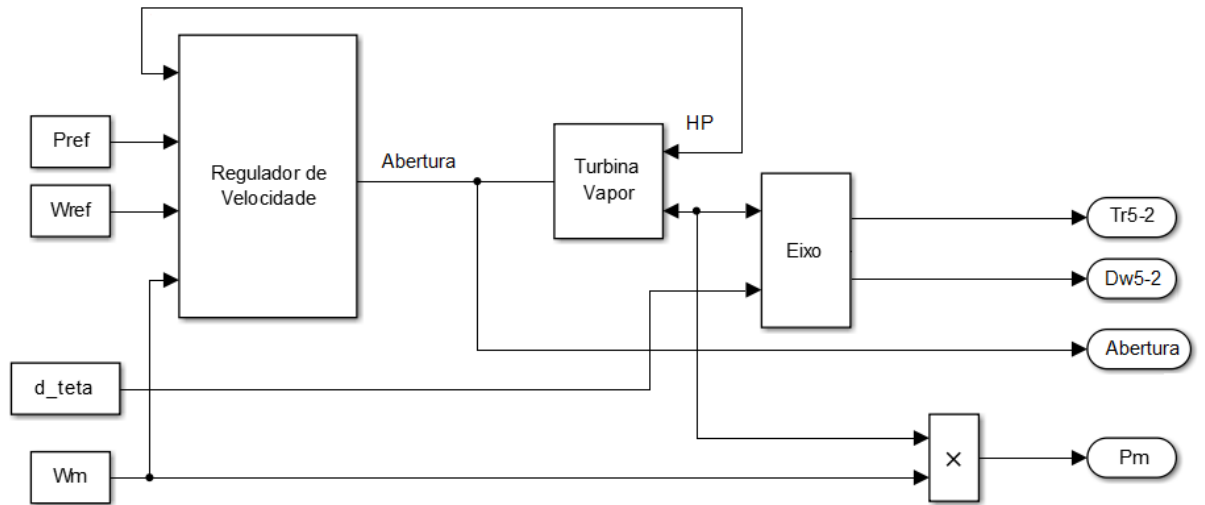 HP
Pref
Regulador de
Velocidade
Abertura
Turbina
Vapor
Wref
Eixo
Tr5-2
Dw5-2
Abertura
d_teta
Wm
×
Pm